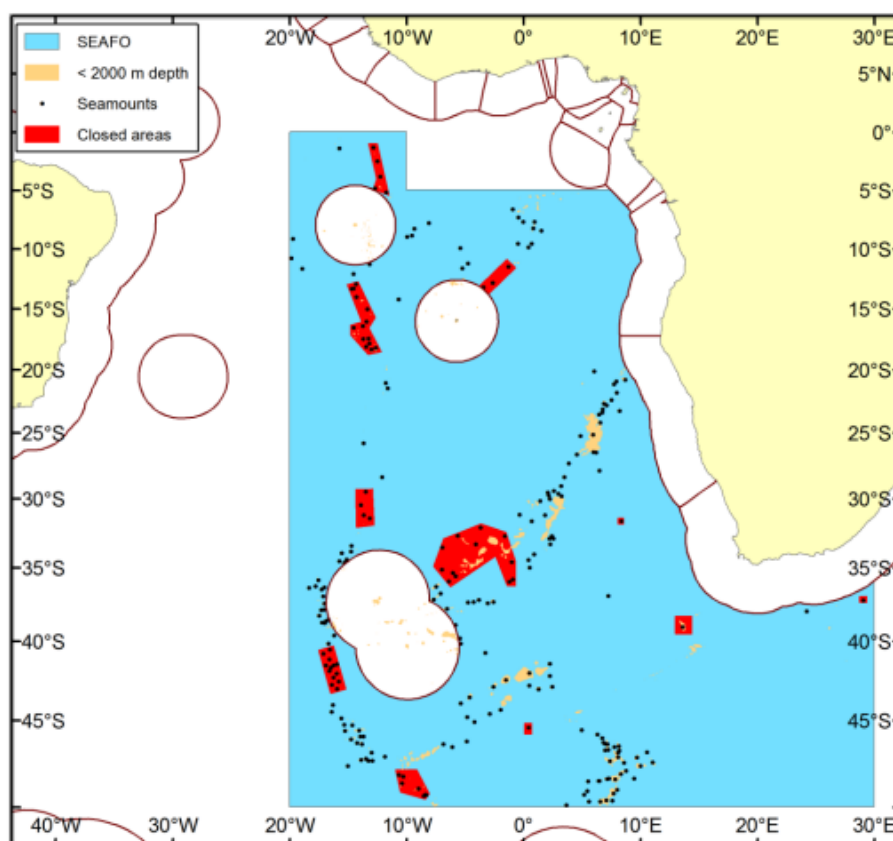 SEAFO
< 2000 m depth
Seamounts
Closed areas
20°W 10°W 0° 10°E 20°E 30°E
5°N
0°
5°S 5°S
10°S 10°S
15°S 15°S
20°S 20°S
25°S 25°S
30°S 30°S
35°S 35°S
40°S 40°S
45°S 45°S
40°W 30°W 20°W 10°W 0° 10°E 20°E 30°E